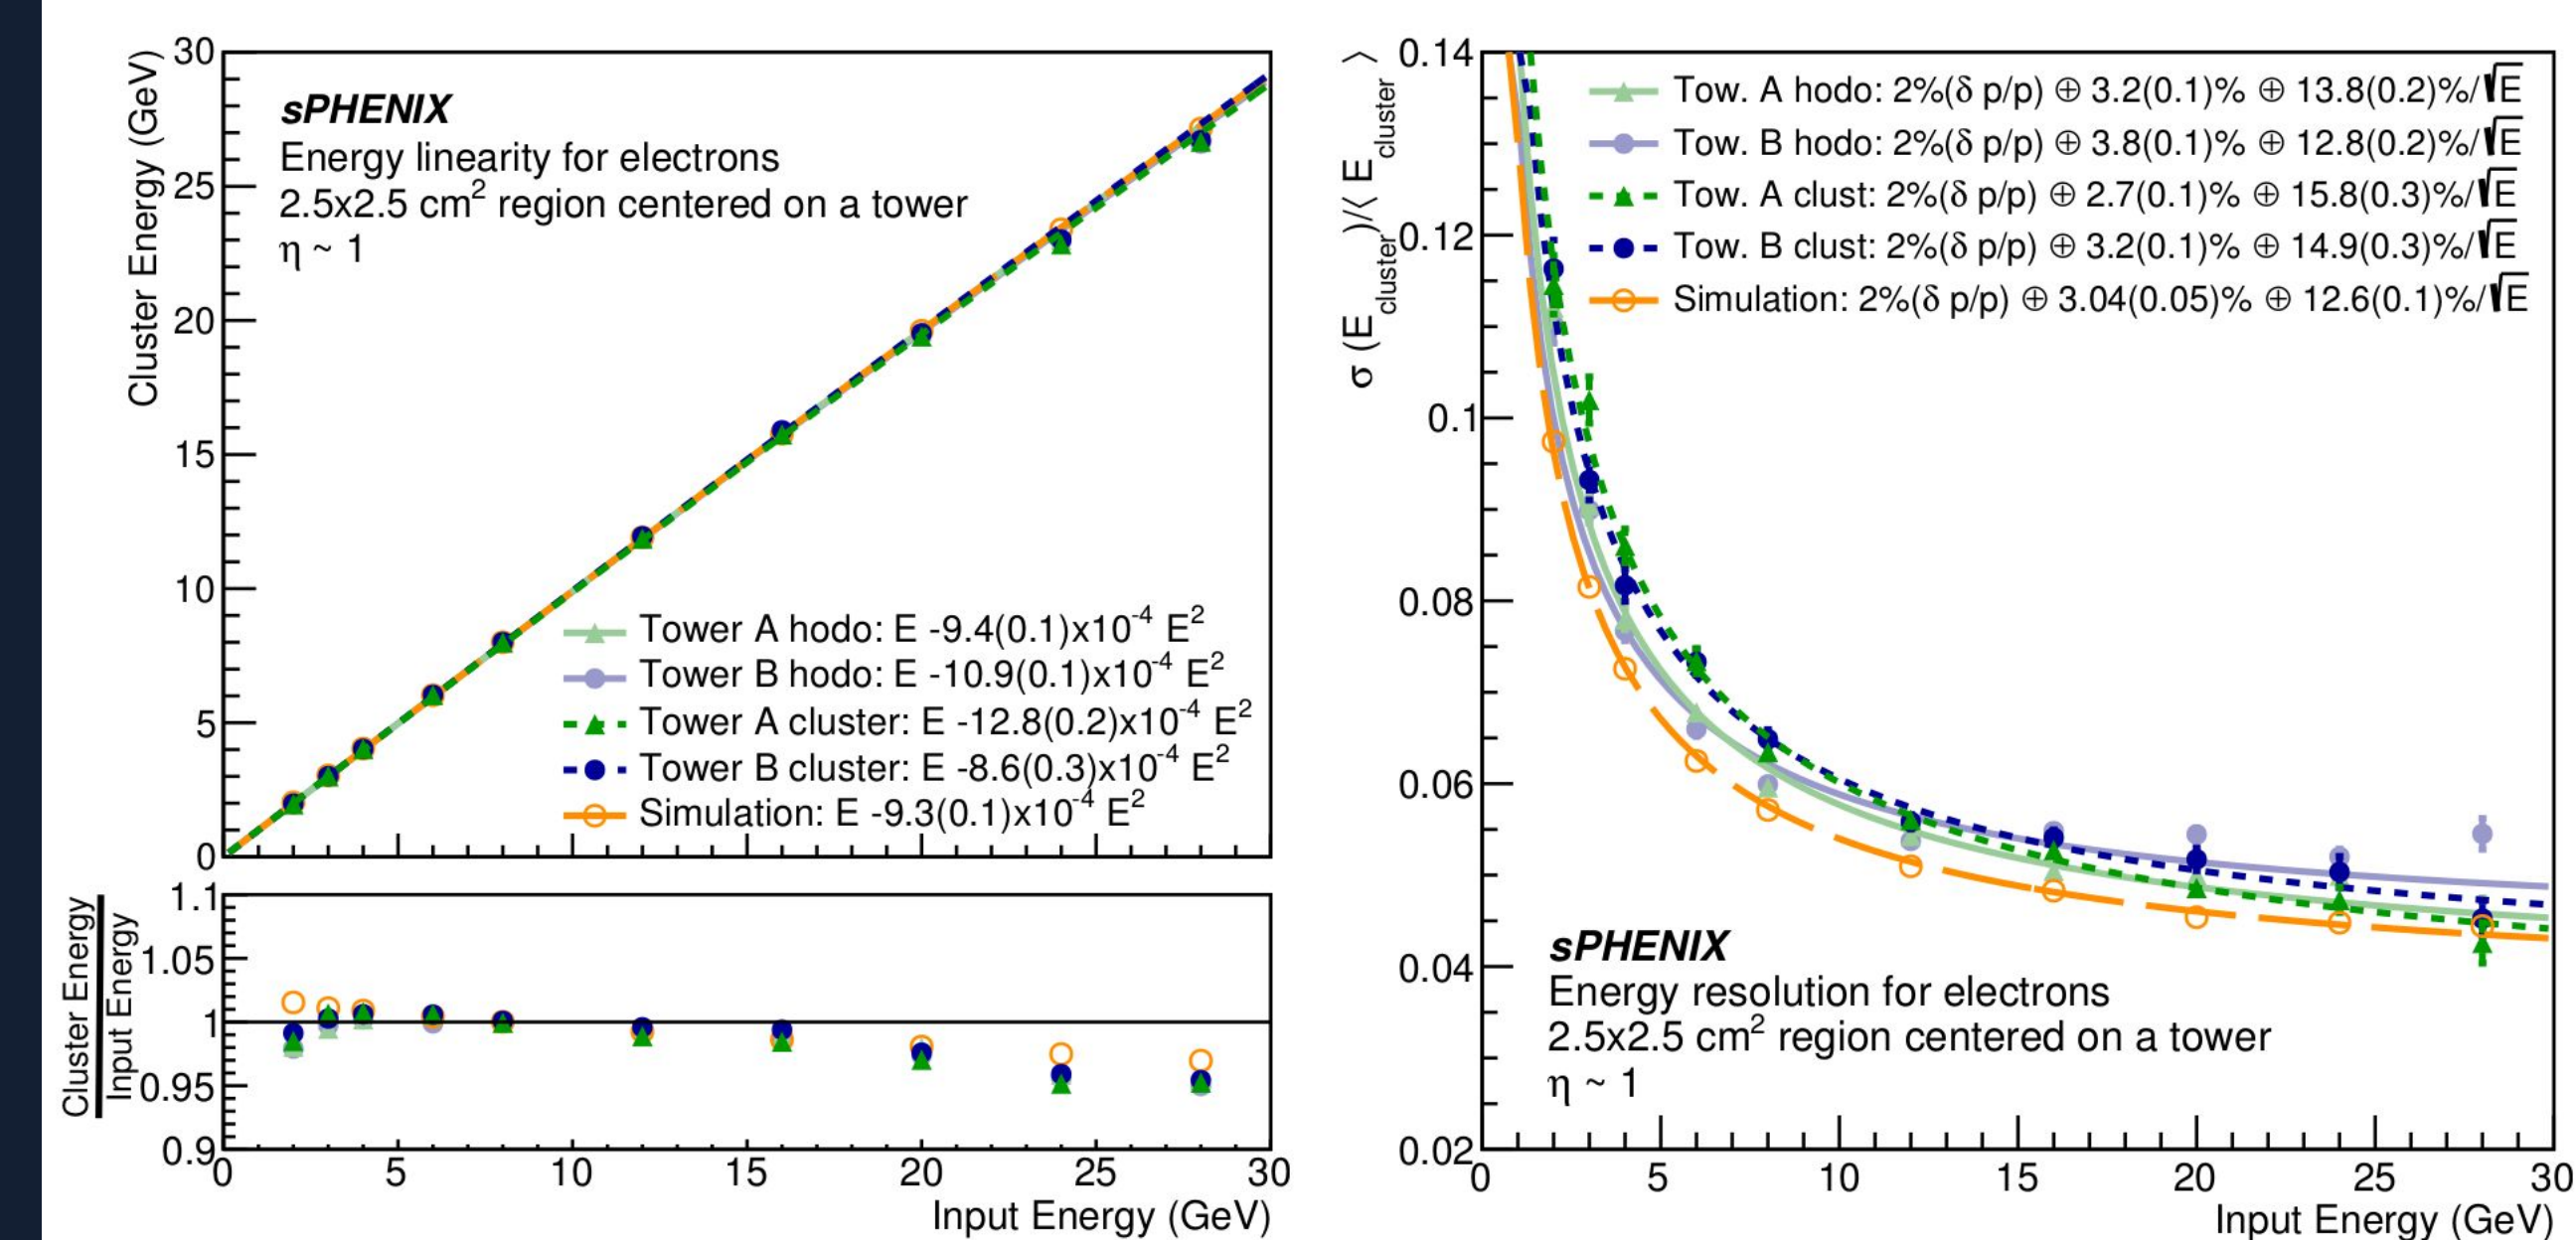 Cluster Energy (GeV)
30
25
20
15
10
5
0
sPHENIX
Energy linearity for electrons
2.5x2.5 cm² region centered on a tower
η ~ 1
Tower A hodo: E -9.4(0.1)x10⁻⁴ E²
Tower B hodo: E -10.9(0.1)x10⁻⁴ E²
Tower A cluster: E -12.8(0.2)x10⁻⁴ E²
Tower B cluster: E -8.6(0.3)x10⁻⁴ E²
Simulation: E -9.3(0.1)x10⁻⁴ E²
Cluster Energy
Input Energy
1.1
1.05
1
0.95
0.9
0 5 10 15 20 25 30
Input Energy (GeV)
σ (E cluster)/⟨ E cluster ⟩
0.14
0.12
0.1
0.08
0.06
0.04
0.02
Tow. A hodo: 2%(δ p/p) ⊕ 3.2(0.1)% ⊕ 13.8(0.2)%/√E
Tow. B hodo: 2%(δ p/p) ⊕ 3.8(0.1)% ⊕ 12.8(0.2)%/√E
Tow. A clust: 2%(δ p/p) ⊕ 2.7(0.1)% ⊕ 15.8(0.3)%/√E
Tow. B clust: 2%(δ p/p) ⊕ 3.2(0.1)% ⊕ 14.9(0.3)%/√E
Simulation: 2%(δ p/p) ⊕ 3.04(0.05)% ⊕ 12.6(0.1)%/√E
sPHENIX
Energy resolution for electrons
2.5x2.5 cm² region centered on a tower
η ~ 1
0 5 10 15 20 25 30
Input Energy (GeV)